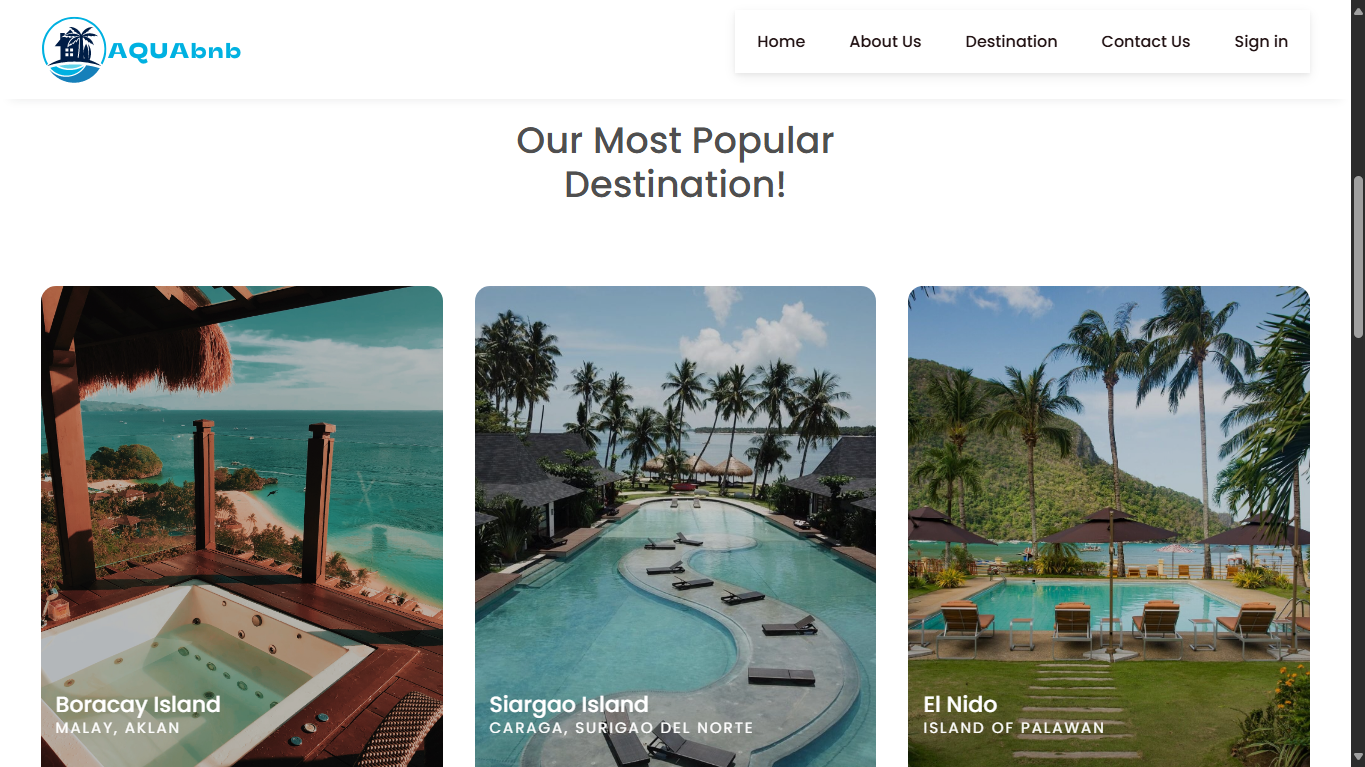 AQUAbnb
Home About Us Destination Contact Us Sign in
Our Most Popular
Destination!
Boracay Island
MALAY, AKLAN
Siargao Island
CARAGA, SURIGAO DEL NORTE
El Nido
ISLAND OF PALAWAN